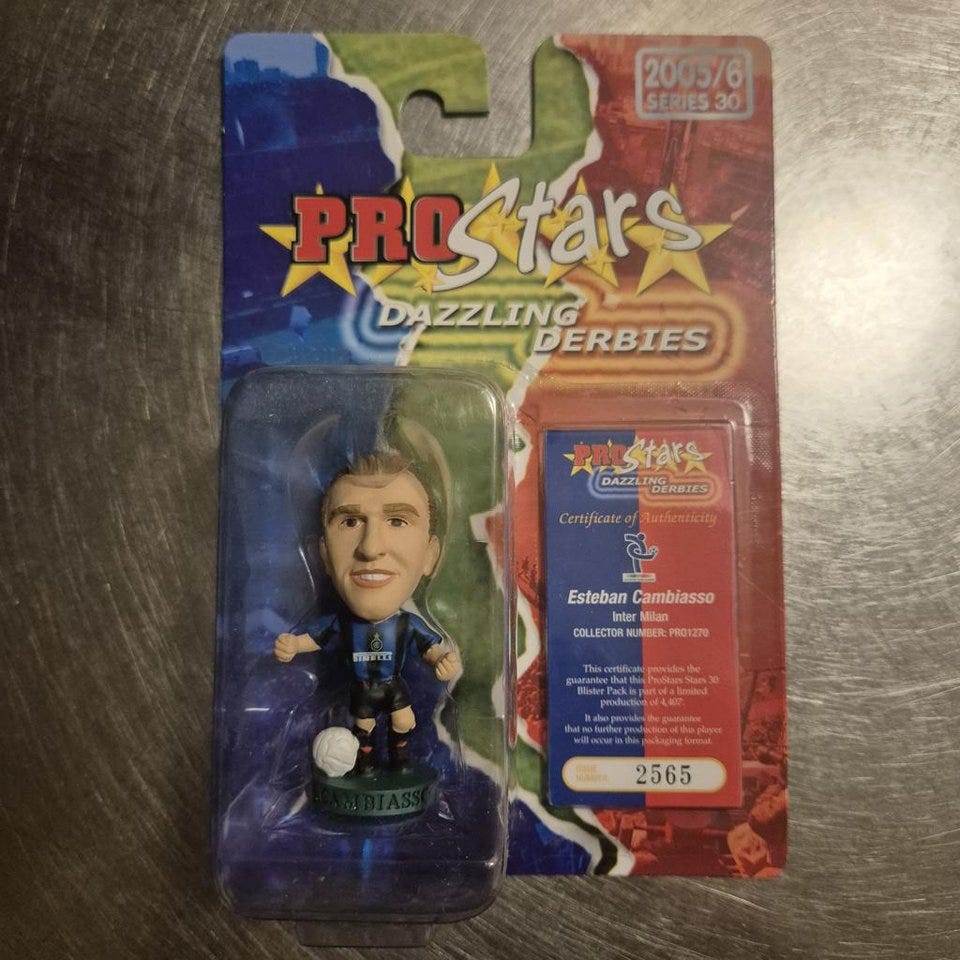 2005/6
SERIES 30
PROStars
DAZZLING
DERBIES
PROStars
DAZZLING
DERBIES
Certificate of Authenticity
Esteban Cambiasso
Inter Milan
COLLECTOR NUMBER: PRO1270
This certificate provides the
guarantee that this ProStars Stars 30
Blister Pack is part of a limited
production of 4,407.
It also provides the guarantee
that no further production of this player
will occur in this packaging format.
ISSUE
NUMBER:
2565
PIRELLI
E.CAMBIASSO